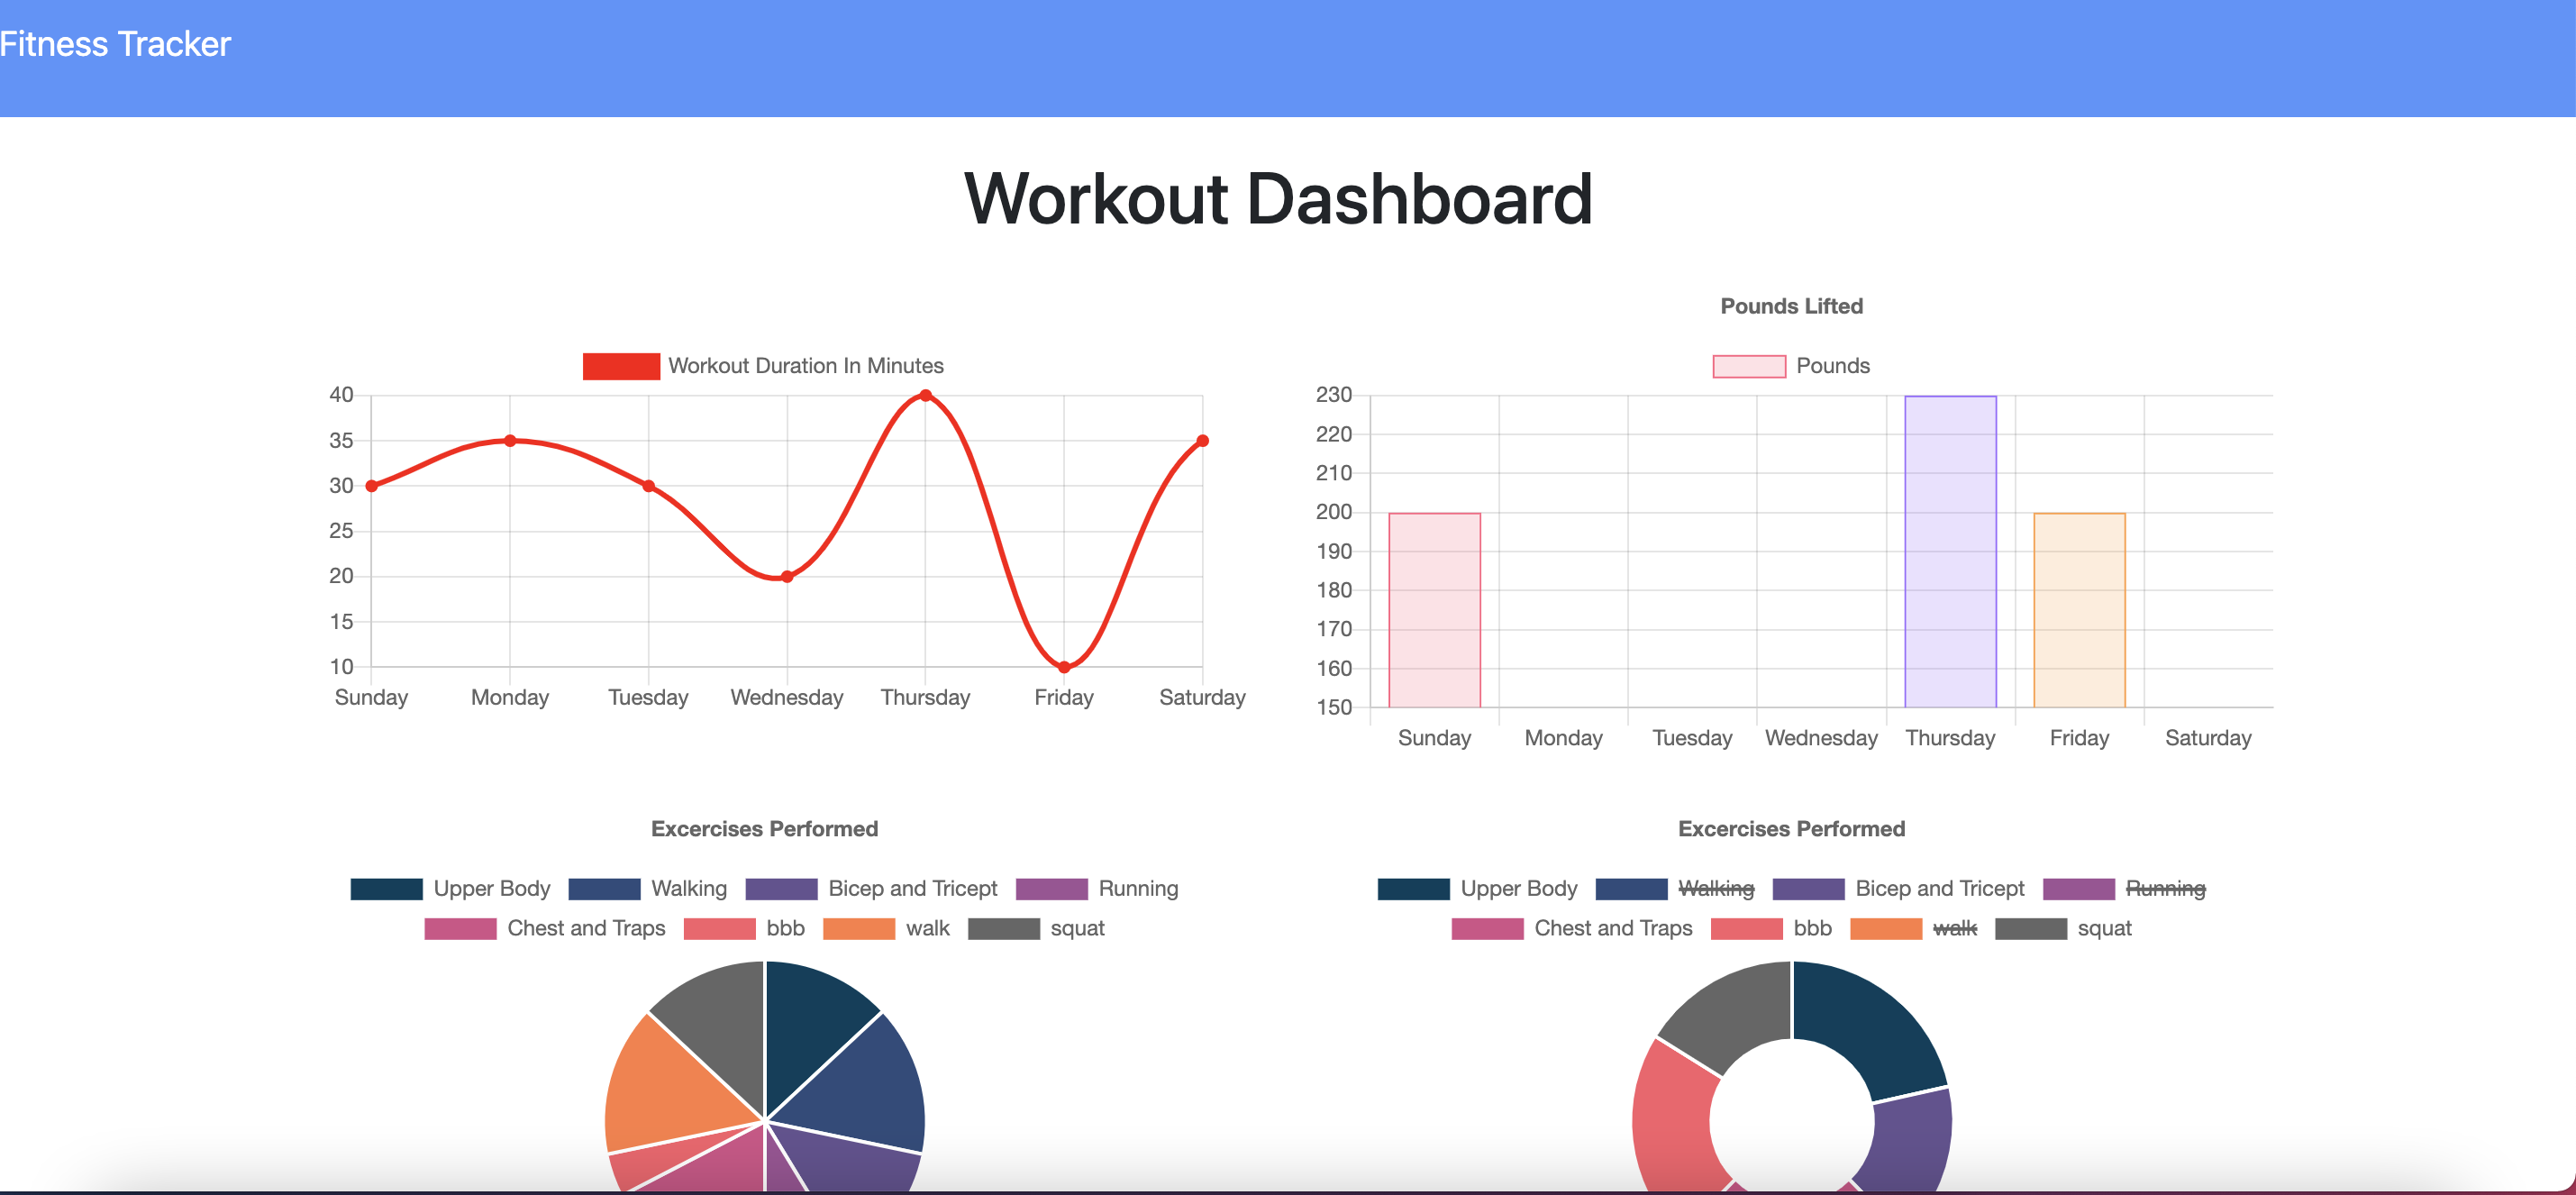 Fitness Tracker
Workout Dashboard
Workout Duration In Minutes
40
35
30
25
20
15
10
Sunday Monday Tuesday Wednesday Thursday Friday Saturday
Pounds Lifted
Pounds
230
220
210
200
190
180
170
160
150
Sunday Monday Tuesday Wednesday Thursday Friday Saturday
Excercises Performed
Upper Body Walking Bicep and Tricept Running
Chest and Traps bbb walk squat
Excercises Performed
Upper Body Walking Bicep and Tricept Running
Chest and Traps bbb walk squat